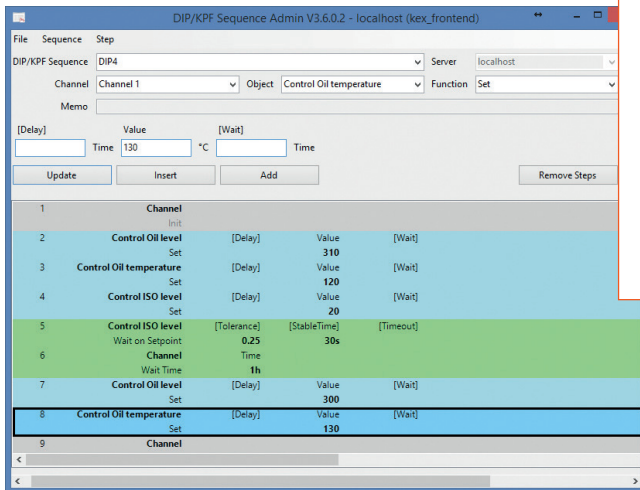 DIP/KPF Sequence Admin V3.6.0.2 - localhost (kex_frontend)
File Sequence Step
DIP/KPF Sequence DIP4 Server localhost
Channel Channel 1 Object Control Oil temperature Function Set
Memo
[Delay] Value [Wait]
Time 130 °C Time
Update Insert Add Remove Steps
1 Channel
Init
2 Control Oil level [Delay] Value [Wait]
Set 310
3 Control Oil temperature [Delay] Value [Wait]
Set 120
4 Control ISO level [Delay] Value [Wait]
Set 20
5 Control ISO level [Tolerance] [StableTime] [Timeout]
Wait on Setpoint 0.25 30s
6 Channel Time
Wait Time 1h
7 Control Oil level [Delay] Value [Wait]
Set 300
8 Control Oil temperature [Delay] Value [Wait]
Set 130
9 Channel